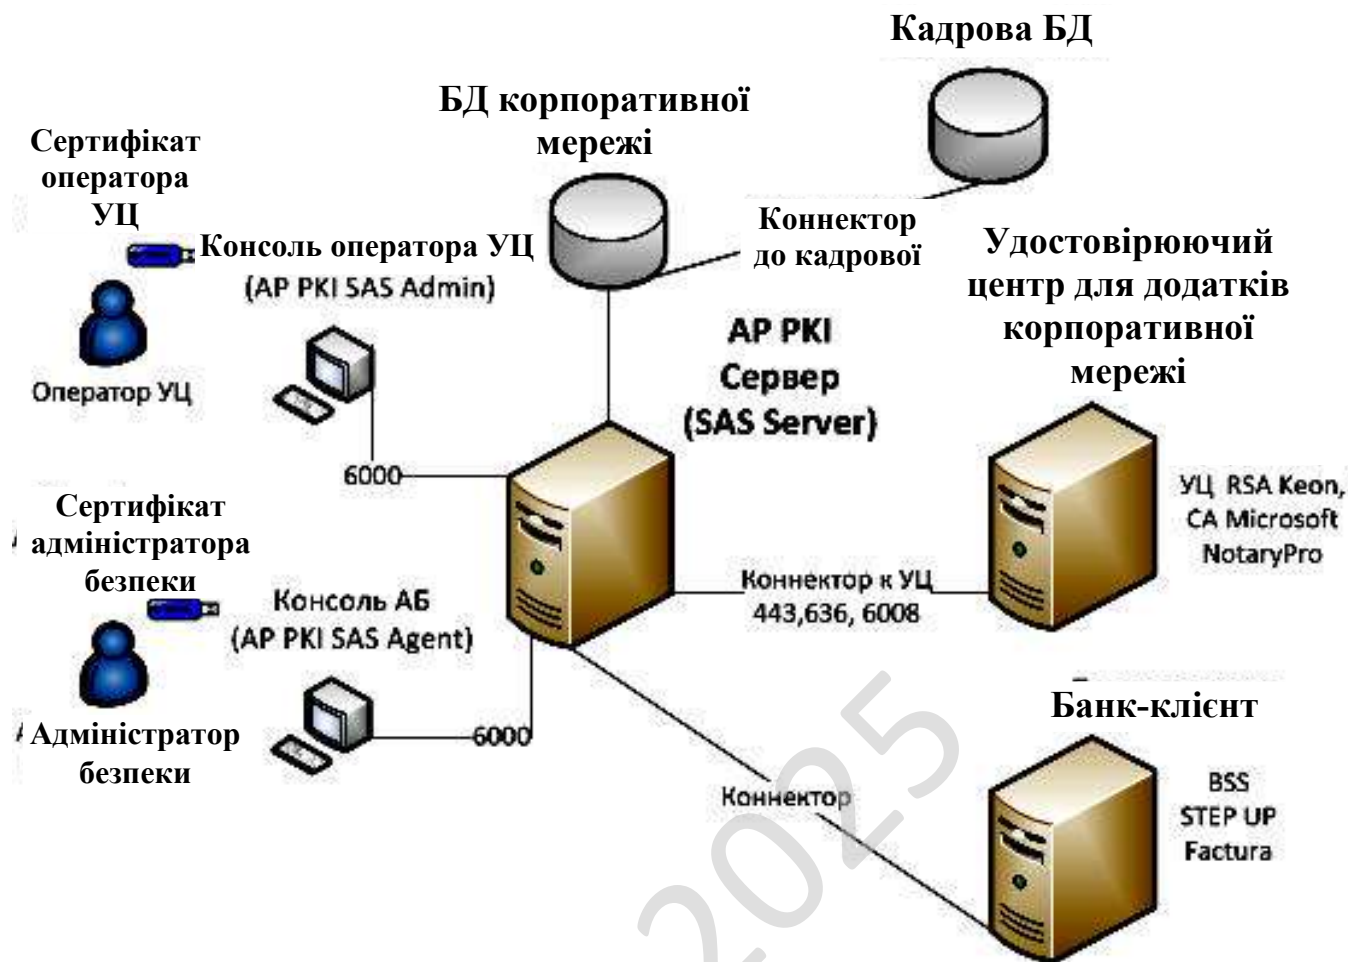 Кадрова БД
БД корпоративної
мережі
Сертифікат
оператора
УЦ
Консоль оператора УЦ
(AP PKI SAS Admin)
Оператор УЦ
Коннектор
до кадрової
Удостовірюючий
центр для додатків
корпоративної
мережі
AP PKI
Сервер
(SAS Server)
6000
УЦ RSA Keon,
CA Microsoft
NotaryPro
Сертифікат
адміністратора
безпеки
Консоль АБ
(AP PKI SAS Agent)
Коннектор к УЦ
443,636, 6008
Адміністратор
безпеки
6000
Банк-клієнт
Коннектор
BSS
STEP UP
Factura
2025